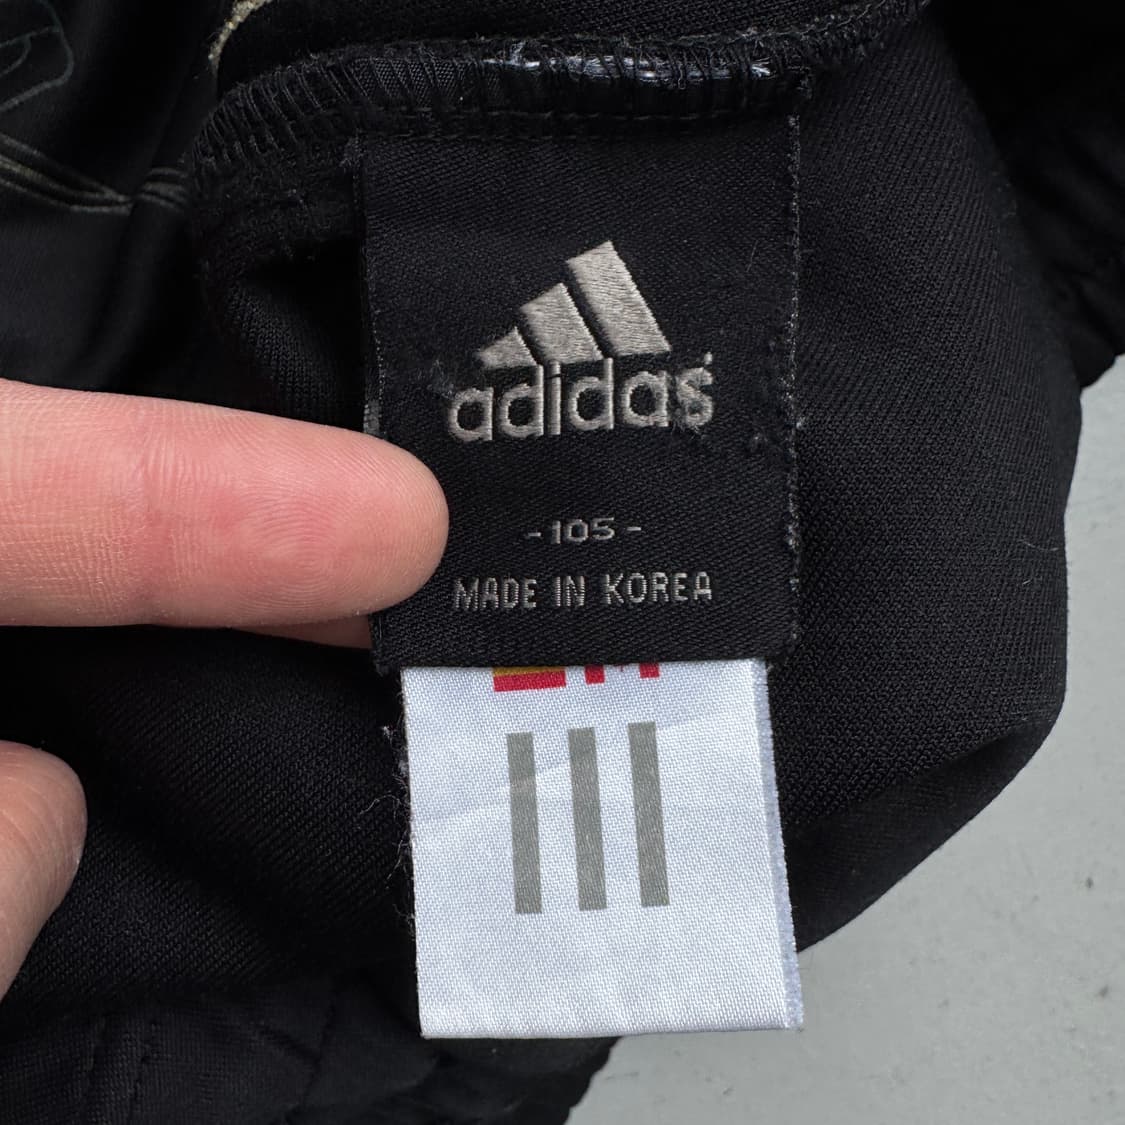 adidas
-105-
MADE IN KOREA